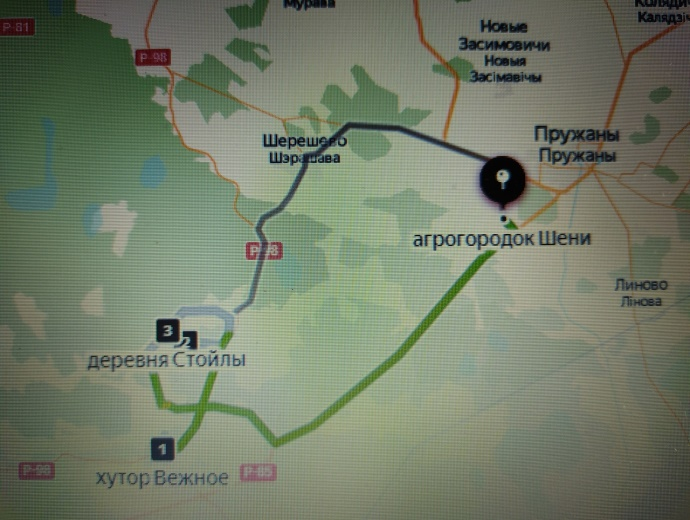 Мурава
P-81
P-98
Новые
Засимовичи
Новыя
Засімавічы
Шерешево
Шэрашава
Пружаны
Пружаны
агрогородок Шени
Линово
Лінова
3
2
деревня Стойлы
1
хутор Вежное
P-98
P-85